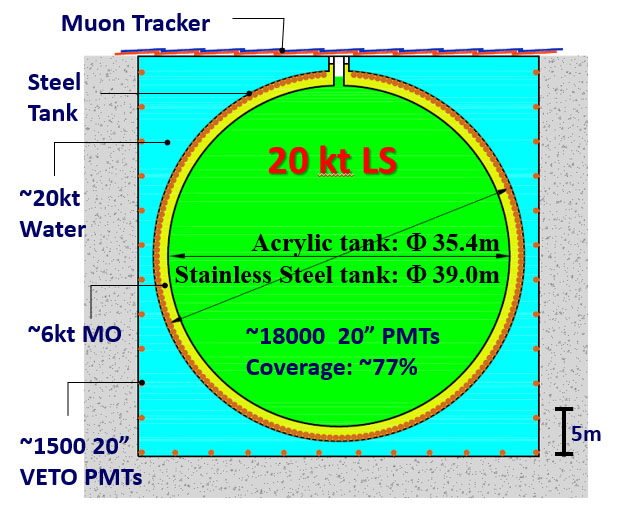 Muon Tracker
Steel
Tank
20 kt LS
~20kt
Water
Acrylic tank: Φ 35.4m
Stainless Steel tank: Φ 39.0m
~6kt MO
~18000 20” PMTs
Coverage: ~77%
5m
~1500 20”
VETO PMTs